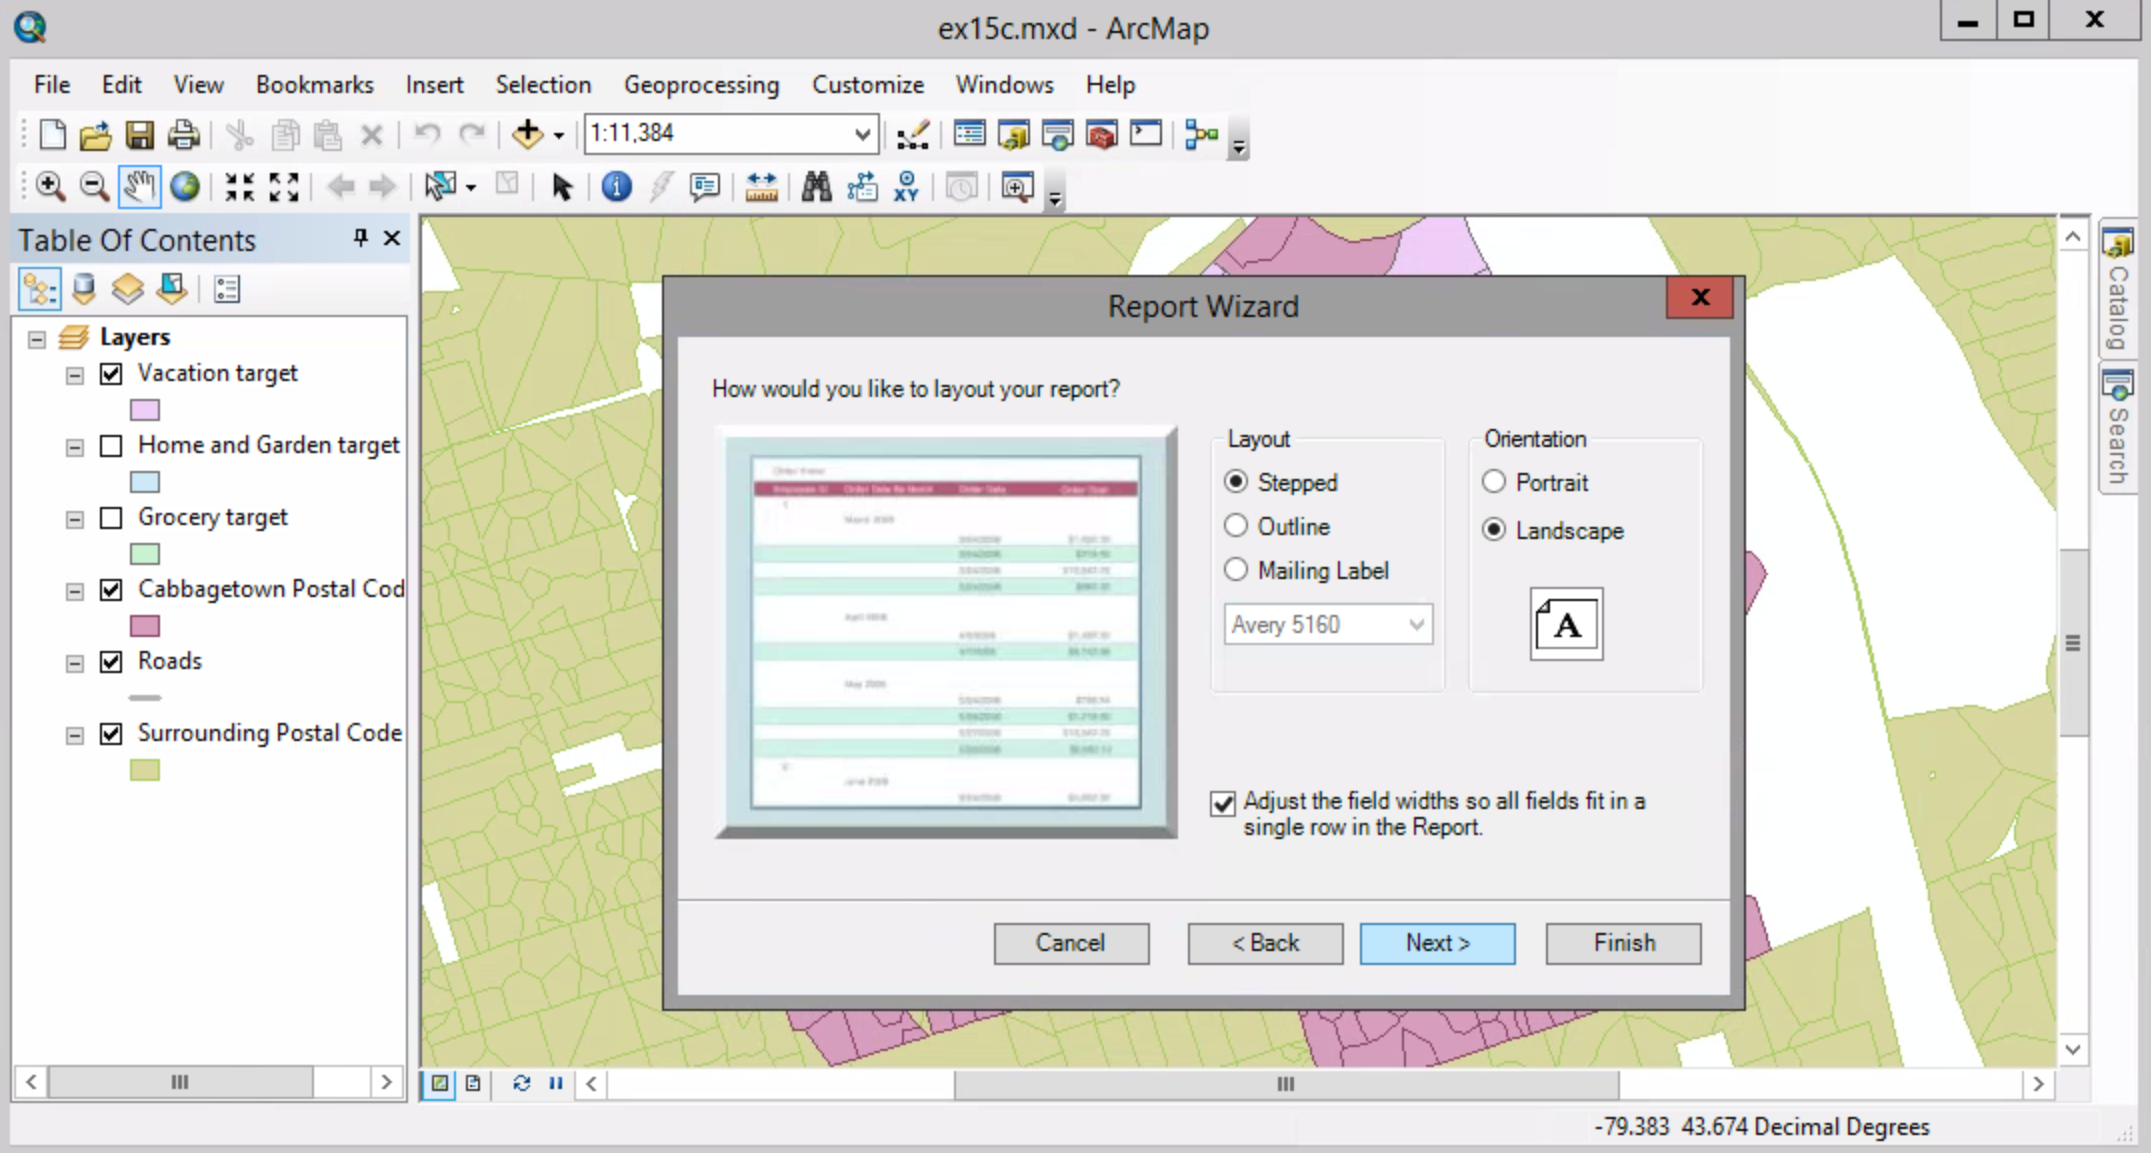 ex15c.mxd - ArcMap
File Edit View Bookmarks Insert Selection Geoprocessing Customize Windows Help
1:11,384
XY
Table Of Contents
Layers
Vacation target
Home and Garden target
Grocery target
Cabbagetown Postal Cod
Roads
Surrounding Postal Code
Catalog
Search
Report Wizard
How would you like to layout your report?
Layout
Stepped
Outline
Mailing Label
Avery 5160
Orientation
Portrait
Landscape
A
Adjust the field widths so all fields fit in a
single row in the Report.
Cancel
< Back
Next >
Finish
-79.383 43.674 Decimal Degrees